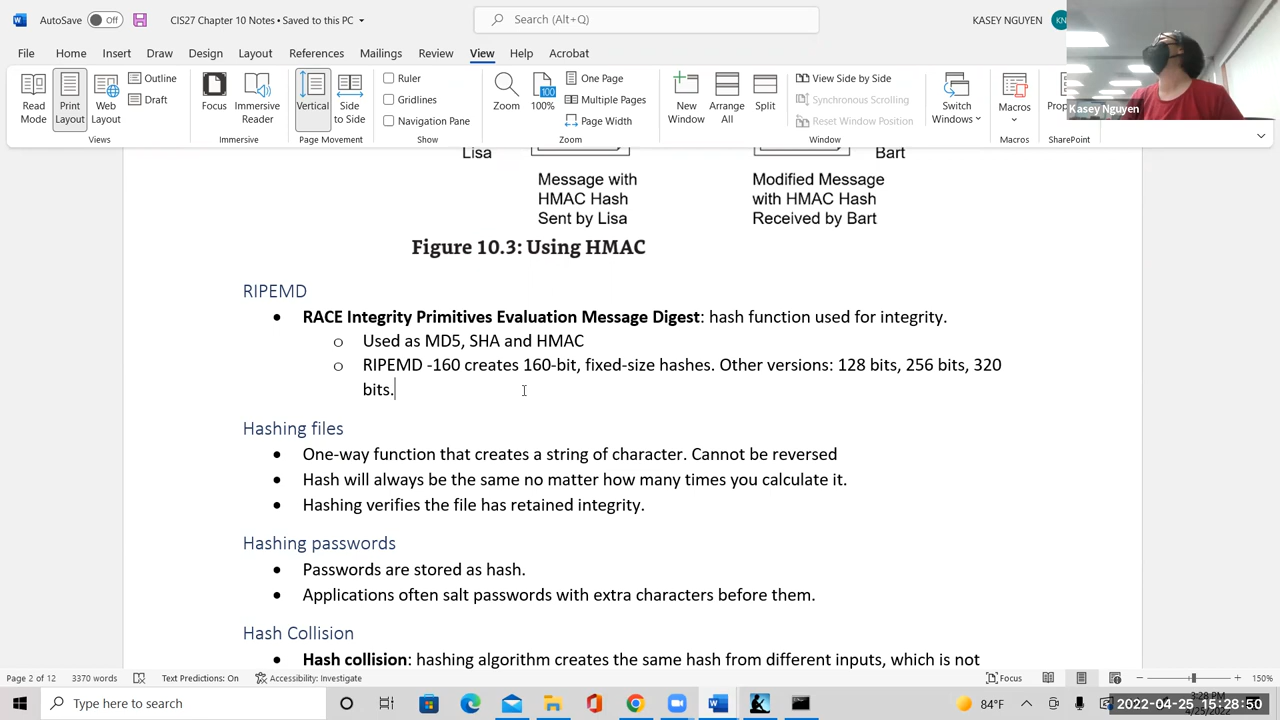 AutoSave Off CIS27 Chapter 10 Notes • Saved to this PC Search (Alt+Q) KASEY NGUYEN KN
File Home Insert Draw Design Layout References Mailings Review View Help Acrobat
Read Mode Print Layout Web Layout Outline Draft
Views
Focus Immersive Reader
Immersive
Vertical Side to Side
Page Movement
Ruler
Gridlines
Navigation Pane
Show
Zoom 100% One Page
Multiple Pages
Page Width
Zoom
New Window Arrange All Split View Side by Side
Synchronous Scrolling
Reset Window Position
Switch Windows
Window
Macros
Macros
SharePoint
Kasey Nguyen
Lisa Bart
Message with
HMAC Hash
Sent by Lisa
Modified Message
with HMAC Hash
Received by Bart
Figure 10.3: Using HMAC
RIPEMD
• RACE Integrity Primitives Evaluation Message Digest: hash function used for integrity.
o Used as MD5, SHA and HMAC
o RIPEMD -160 creates 160-bit, fixed-size hashes. Other versions: 128 bits, 256 bits, 320
bits.
Hashing files
• One-way function that creates a string of character. Cannot be reversed
• Hash will always be the same no matter how many times you calculate it.
• Hashing verifies the file has retained integrity.
Hashing passwords
• Passwords are stored as hash.
• Applications often salt passwords with extra characters before them.
Hash Collision
• Hash collision: hashing algorithm creates the same hash from different inputs, which is not
Page 2 of 12 3370 words Text Predictions: On Accessibility: Investigate Focus 150%
Type here to search 84°F 3:28 PM
2022-04-25 15:28:50